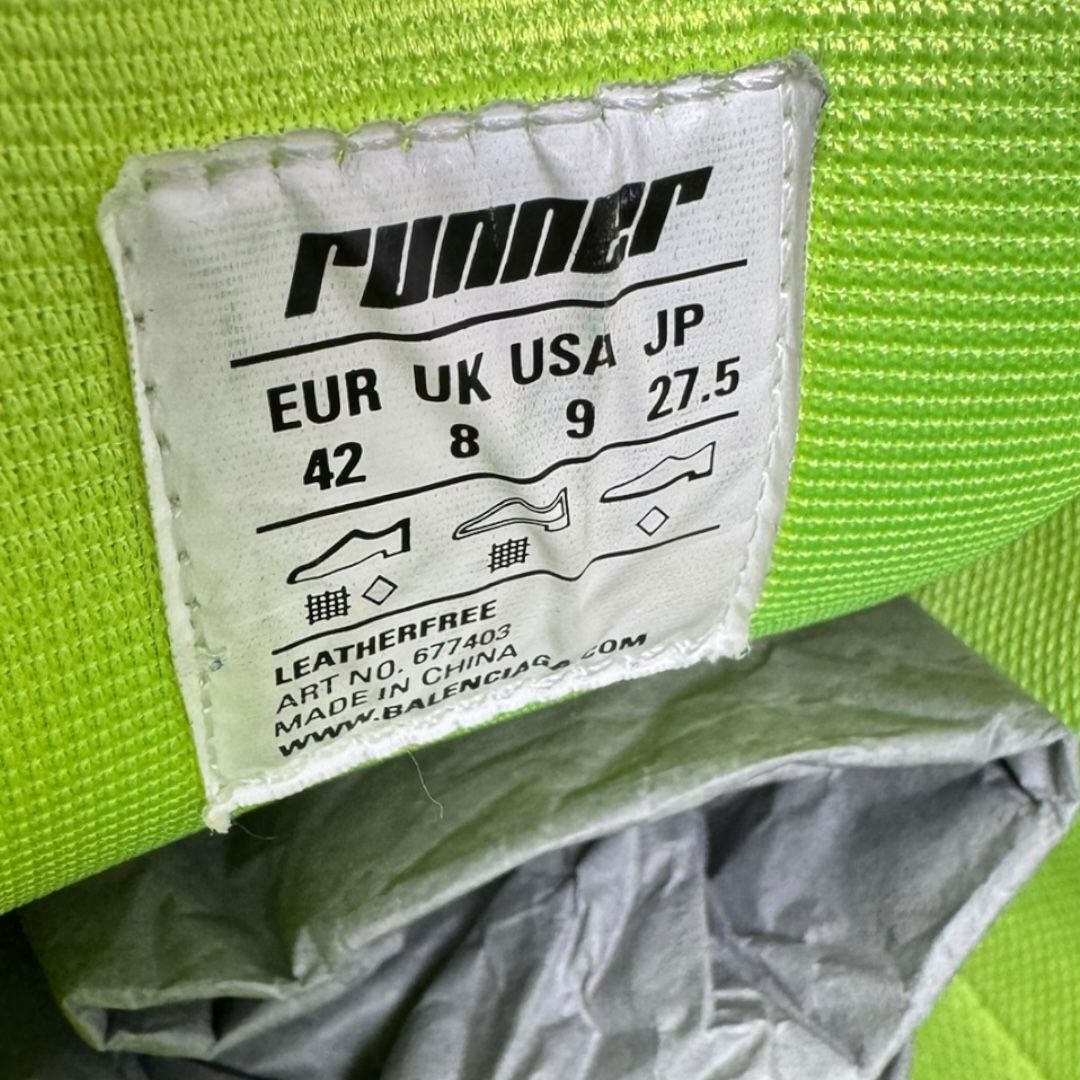 runner
EUR UK USA JP
42 8 9 27.5
LEATHERFREE
ART NO. 677403
MADE IN CHINA